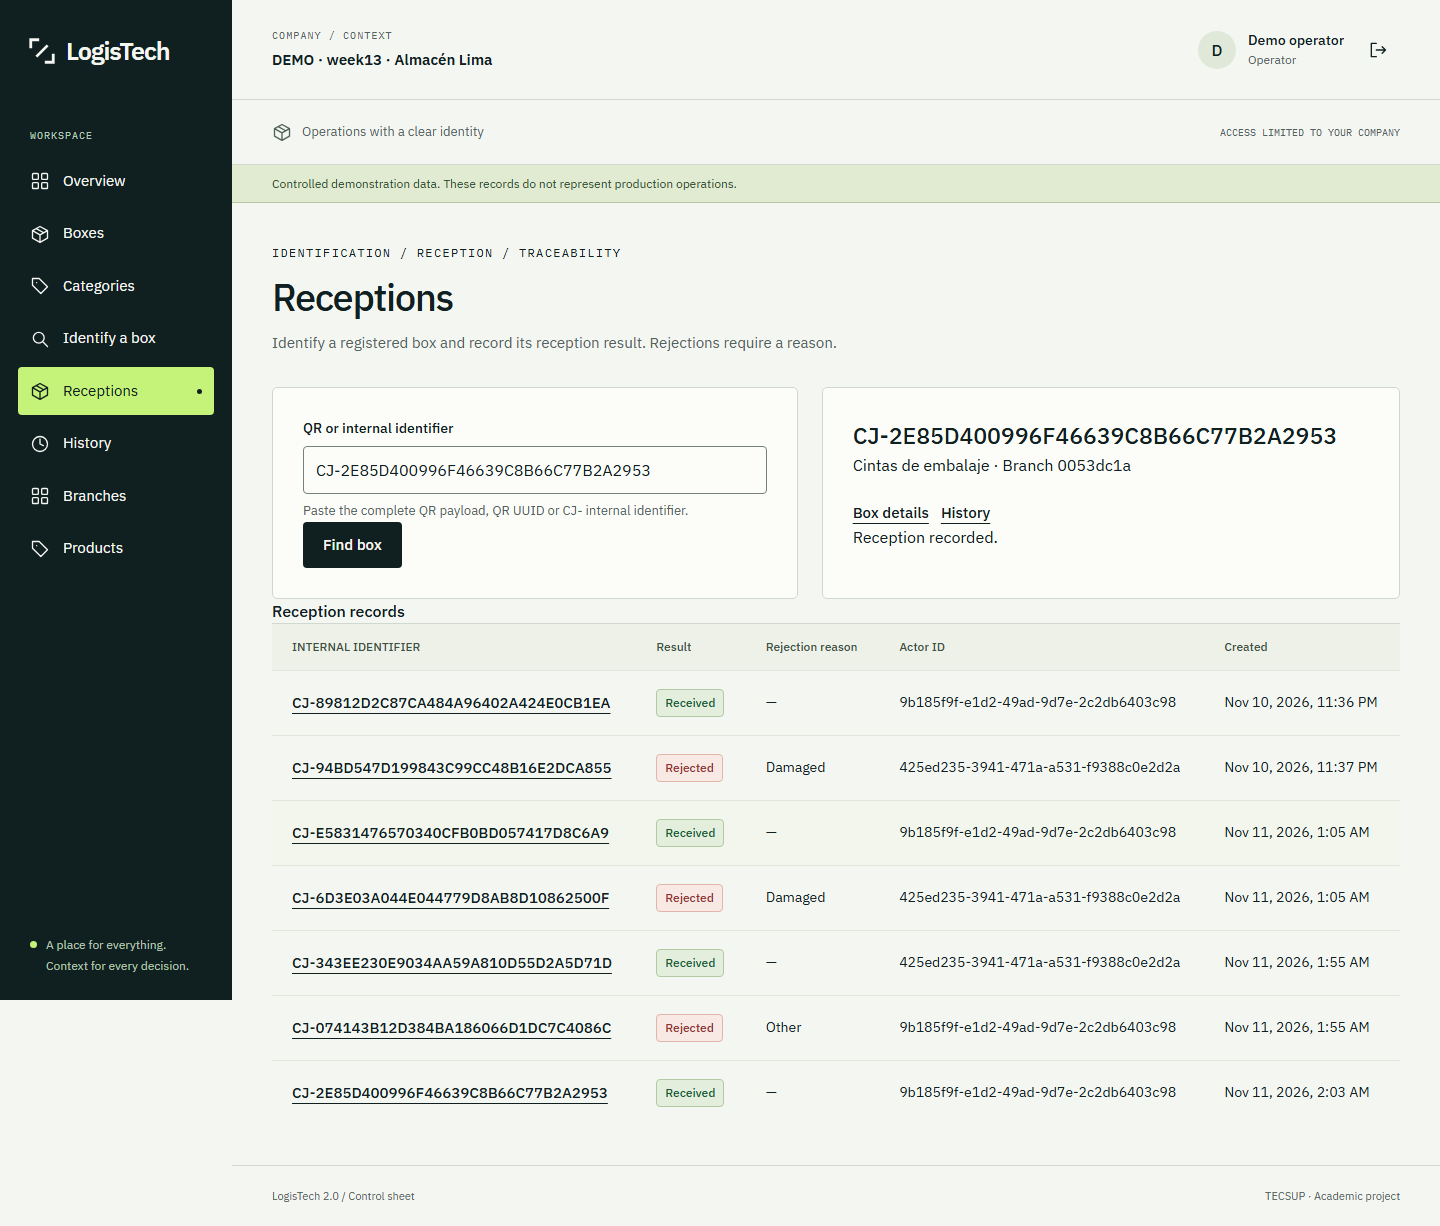 LogisTech
WORKSPACE
Overview
Boxes
Categories
Identify a box
Receptions
History
Branches
Products
A place for everything.
Context for every decision.
COMPANY / CONTEXT
DEMO · week13 · Almacén Lima
D
Demo operator
Operator
Operations with a clear identity
ACCESS LIMITED TO YOUR COMPANY
Controlled demonstration data. These records do not represent production operations.
IDENTIFICATION / RECEPTION / TRACEABILITY
Receptions
Identify a registered box and record its reception result. Rejections require a reason.
QR or internal identifier
CJ-2E85D400996F46639C8B66C77B2A2953
Paste the complete QR payload, QR UUID or CJ- internal identifier.
Find box
CJ-2E85D400996F46639C8B66C77B2A2953
Cintas de embalaje · Branch 0053dc1a
Box details History
Reception recorded.
Reception records
INTERNAL IDENTIFIER Result Rejection reason Actor ID Created
CJ-89812D2C87CA484A96402A424E0CB1EA Received — 9b185f9f-e1d2-49ad-9d7e-2c2db6403c98 Nov 10, 2026, 11:36 PM
CJ-94BD547D199843C99CC48B16E2DCA855 Rejected Damaged 425ed235-3941-471a-a531-f9388c0e2d2a Nov 10, 2026, 11:37 PM
CJ-E5831476570340CFB0BD057417D8C6A9 Received — 9b185f9f-e1d2-49ad-9d7e-2c2db6403c98 Nov 11, 2026, 1:05 AM
CJ-6D3E03A044E044779D8AB8D10862500F Rejected Damaged 425ed235-3941-471a-a531-f9388c0e2d2a Nov 11, 2026, 1:05 AM
CJ-343EE230E9034AA59A810D55D2A5D71D Received — 425ed235-3941-471a-a531-f9388c0e2d2a Nov 11, 2026, 1:55 AM
CJ-074143B12D384BA186066D1DC7C4086C Rejected Other 9b185f9f-e1d2-49ad-9d7e-2c2db6403c98 Nov 11, 2026, 1:55 AM
CJ-2E85D400996F46639C8B66C77B2A2953 Received — 9b185f9f-e1d2-49ad-9d7e-2c2db6403c98 Nov 11, 2026, 2:03 AM
LogisTech 2.0 / Control sheet
TECSUP · Academic project